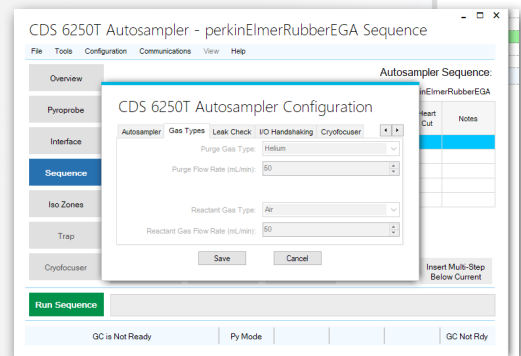 CDS 6250T Autosampler - perkinElmerRubberEGA Sequence
File Tools Configuration Communications View Help
Overview
Autosampler Sequence:
inElmerRubberEGA
Pyroprobe
Interface
Sequence
Iso Zones
Trap
Cryofocuser
Heart Cut
Notes
CDS 6250T Autosampler Configuration
Autosampler Gas Types Leak Check I/O Handshaking Cryofocuser
Purge Gas Type: Helium
Purge Flow Rate (mL/min): 60
Reactant Gas Type: Air
Reactant Gas Flow Rate (mL/min): 60
Save Cancel
Insert Multi-Step
Below Current
Run Sequence
GC is Not Ready Py Mode GC Not Rdy